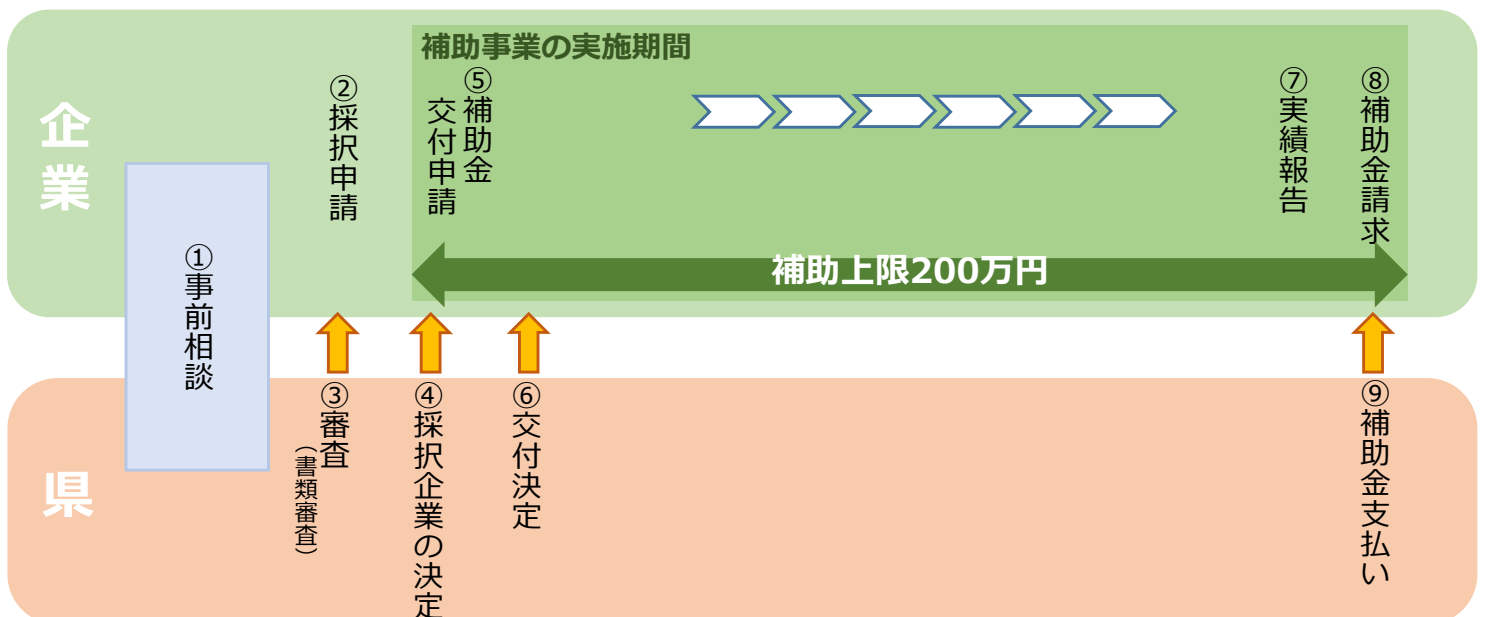 補助事業の実施期間
企業
①事前相談
②採択申請
⑤補助金
交付申請
⑦実績報告
⑧補助金請求
補助上限200万円
県
③審査
（書類審査）
④採択企業の決定
⑥交付決定
⑨補助金支払い